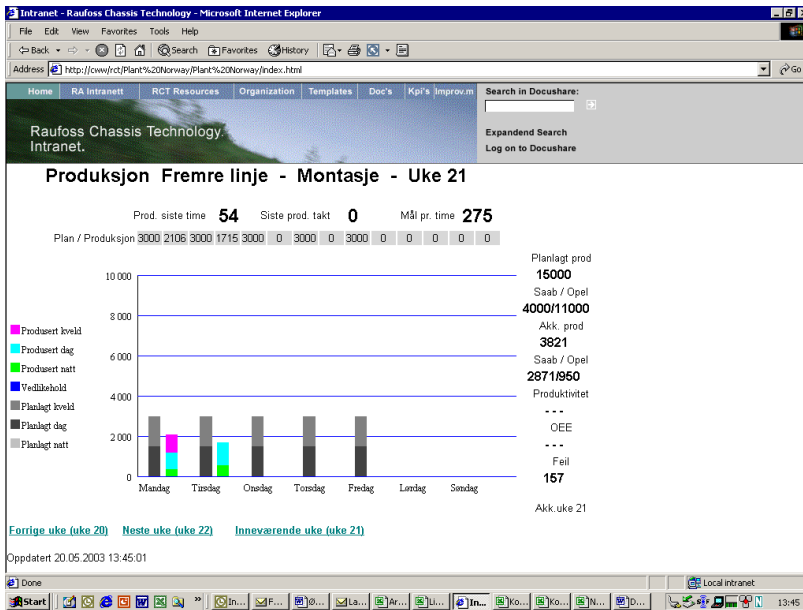 Intranet - Raufoss Chassis Technology - Microsoft Internet Explorer
File Edit View Favorites Tools Help
Back Search Favorites History
Address http://cww/rct/Plant%20Norway/Plant%20Norway/index.html Go
Home RA Intranett RCT Resources Organization Templates Doc's Kpi's Improv.m
Search in Docushare:
Raufoss Chassis Technology.
Intranet.
Expandend Search
Log on to Docushare
Produksjon Fremre linje - Montasje - Uke 21
Prod. siste time 54 Siste prod. takt 0 Mål pr. time 275
Plan / Produksjon 3000 2106 3000 1715 3000 0 3000 0 3000 0 0 0 0 0
10 000
8 000
6 000
4 000
2 000
0
Mandag Tirsdag Onsdag Torsdag Fredag Lørdag Søndag
Produsert kveld
Produsert dag
Produsert natt
Vedlikehold
Planlagt kveld
Planlagt dag
Planlagt natt
Planlagt prod
15000
Saab / Opel
4000/11000
Akk. prod
3821
Saab / Opel
2871/950
Produktivitet
- - -
OEE
- - -
Feil
157
Akk.uke 21
Forrige uke (uke 20) Neste uke (uke 22) Inneværende uke (uke 21)
Oppdatert 20.05.2003 13:45:01
Done Local intranet
Start In... F... Ø... La... Ar... Li... In... Ko... Ko... N... D... 13:45